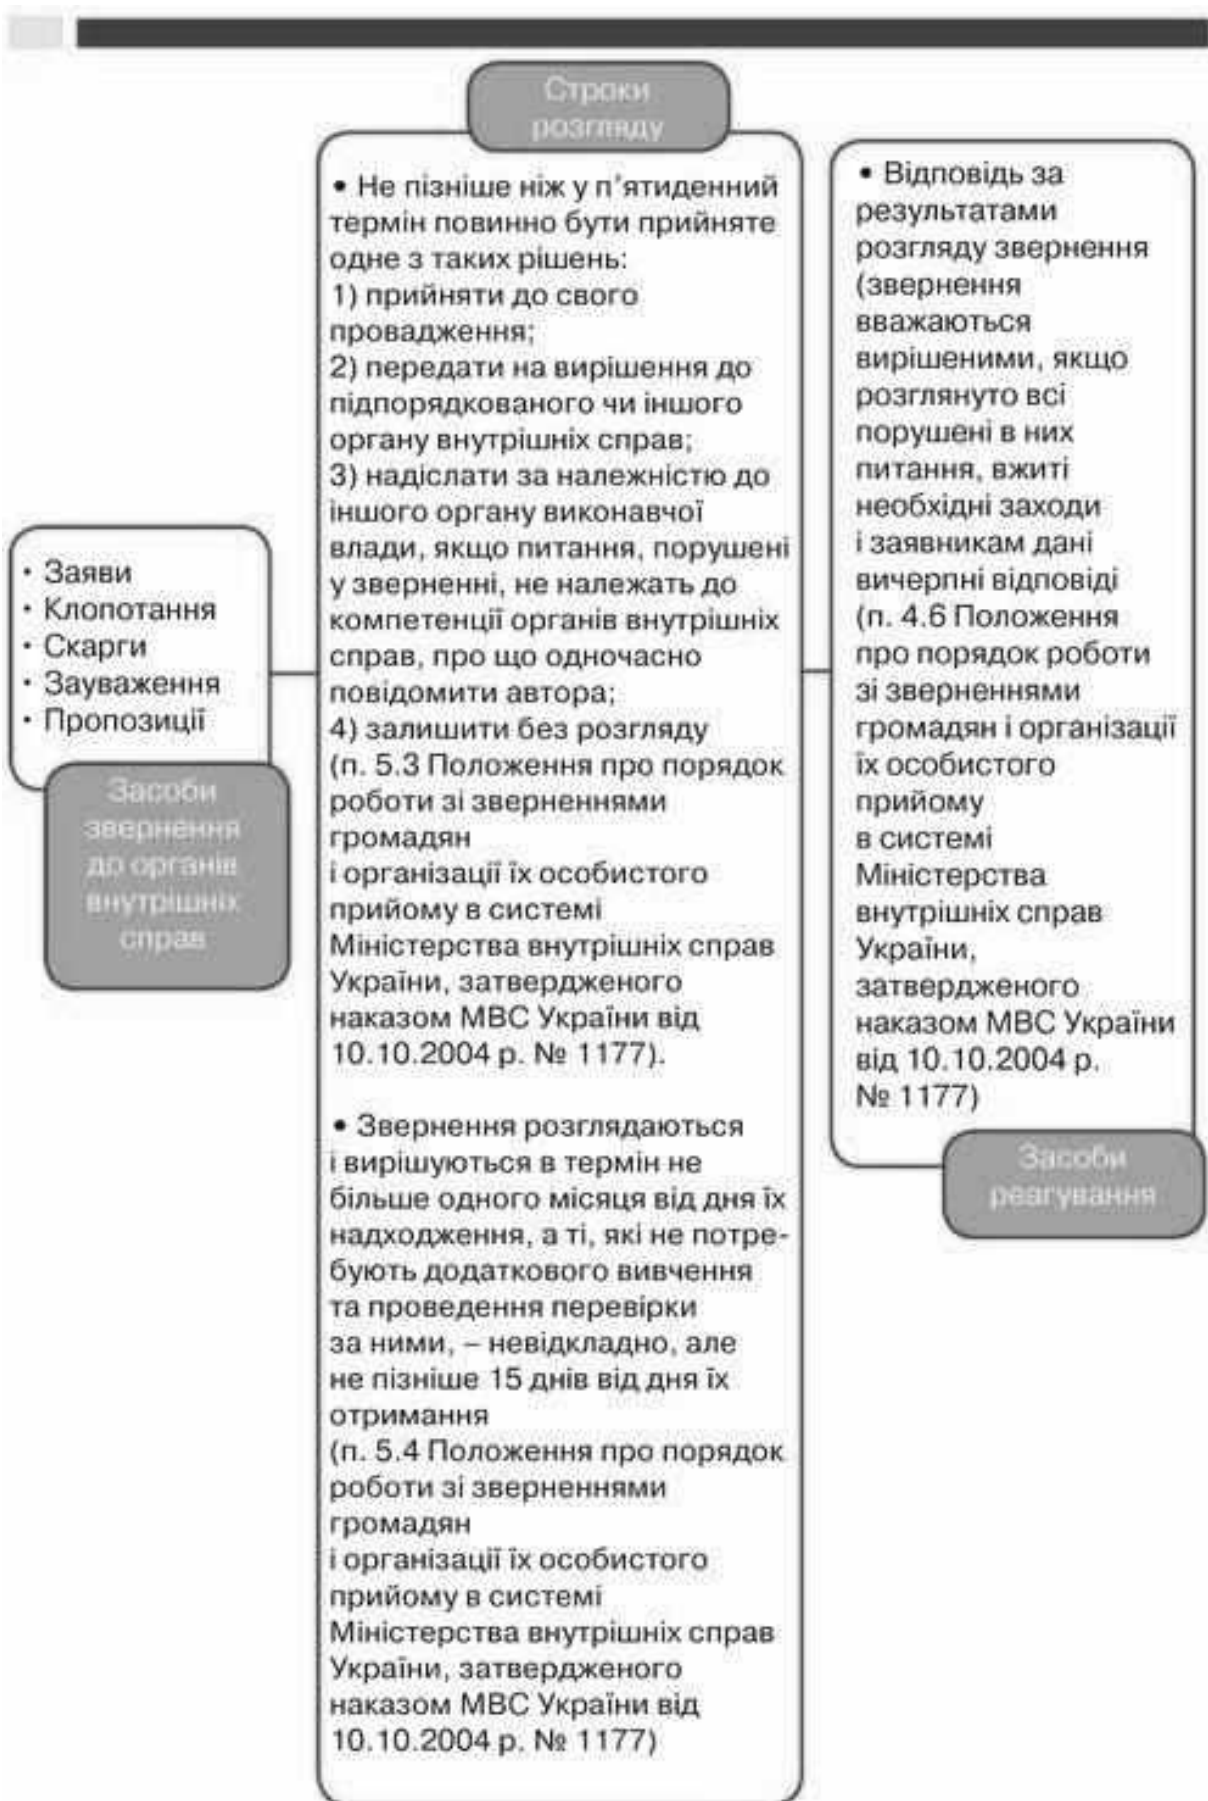 · Заяви
· Клопотання
· Скарги
· Зауваження
· Пропозиції
Засоби
звернення
до органів
внутрішніх
справ
Строки
розгляду
• Не пізніше ніж у п'ятиденний
термін повинно бути прийняте
одне з таких рішень:
1) прийняти до свого
провадження;
2) передати на вирішення до
підпорядкованого чи іншого
органу внутрішніх справ;
3) надіслати за належністю до
іншого органу виконавчої
влади, якщо питання, порушені
у зверненні, не належать до
компетенції органів внутрішніх
справ, про що одночасно
повідомити автора;
4) залишити без розгляду
(п. 5.3 Положення про порядок
роботи зі зверненнями
громадян
і організації їх особистого
прийому в системі
Міністерства внутрішніх справ
України, затвердженого
наказом МВС України від
10.10.2004 р. № 1177).
• Звернення розглядаються
і вирішуються в термін не
більше одного місяця від дня їх
надходження, а ті, які не потре-
бують додаткового вивчення
та проведення перевірки
за ними, – невідкладно, але
не пізніше 15 днів від дня їх
отримання
(п. 5.4 Положення про порядок
роботи зі зверненнями
громадян
і організації їх особистого
прийому в системі
Міністерства внутрішніх справ
України, затвердженого
наказом МВС України від
10.10.2004 р. № 1177)
• Відповідь за
результатами
розгляду звернення
(звернення
вважаються
вирішеними, якщо
розглянуто всі
порушені в них
питання, вжиті
необхідні заходи
і заявникам дані
вичерпні відповіді
(п. 4.6 Положення
про порядок роботи
зі зверненнями
громадян і організації
їх особистого
прийому
в системі
Міністерства
внутрішніх справ
України,
затвердженого
наказом МВС України
від 10.10.2004 р.
№ 1177)
Засоби
реагування